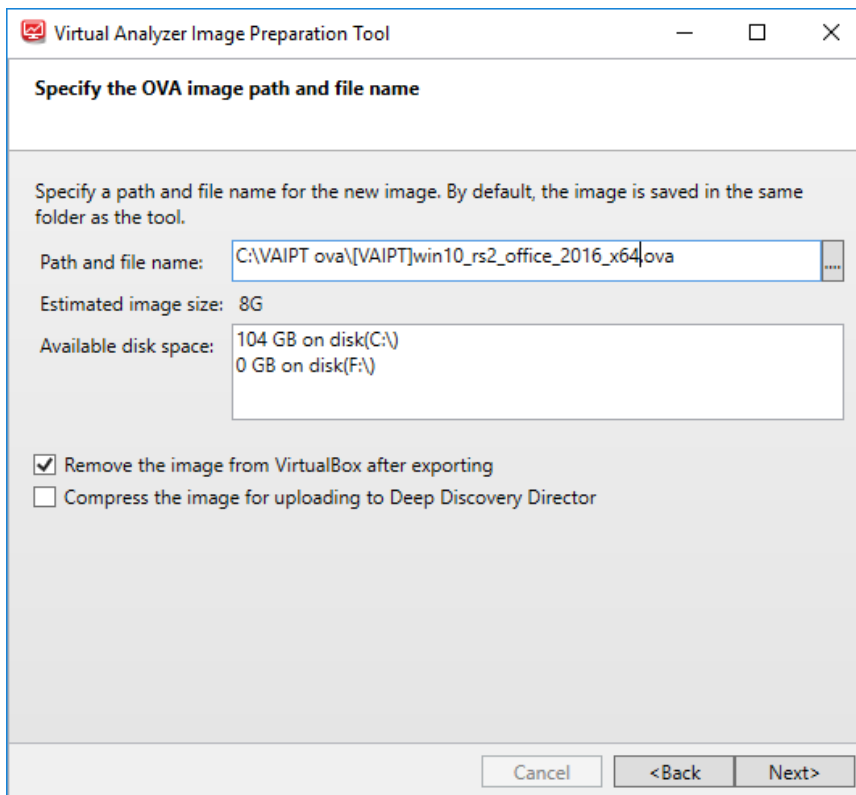 Virtual Analyzer Image Preparation Tool
Specify the OVA image path and file name
Specify a path and file name for the new image. By default, the image is saved in the same
folder as the tool.
Path and file name: C:\VAIPT ova\[VAIPT]win10_rs2_office_2016_x64.ova ....
Estimated image size: 8G
Available disk space: 104 GB on disk(C:\)
0 GB on disk(F:\)
Remove the image from VirtualBox after exporting
Compress the image for uploading to Deep Discovery Director
Cancel <Back Next>